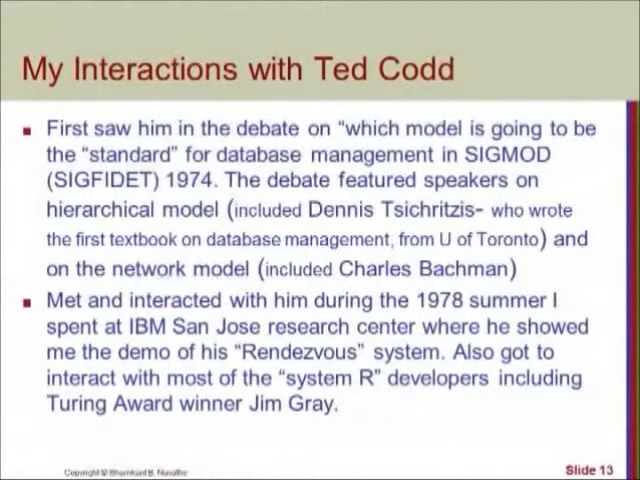 My Interactions with Ted Codd
First saw him in the debate on “which model is going to be
the “standard” for database management in SIGMOD
(SIGFIDET) 1974. The debate featured speakers on
hierarchical model (included Dennis Tsichritzis- who wrote
the first textbook on database management, from U of Toronto) and
on the network model (included Charles Bachman)
Met and interacted with him during the 1978 summer I
spent at IBM San Jose research center where he showed
me the demo of his “Rendezvous” system. Also got to
interact with most of the “system R” developers including
Turing Award winner Jim Gray.
Copyright © Shamkant B. Navathe
Slide 13